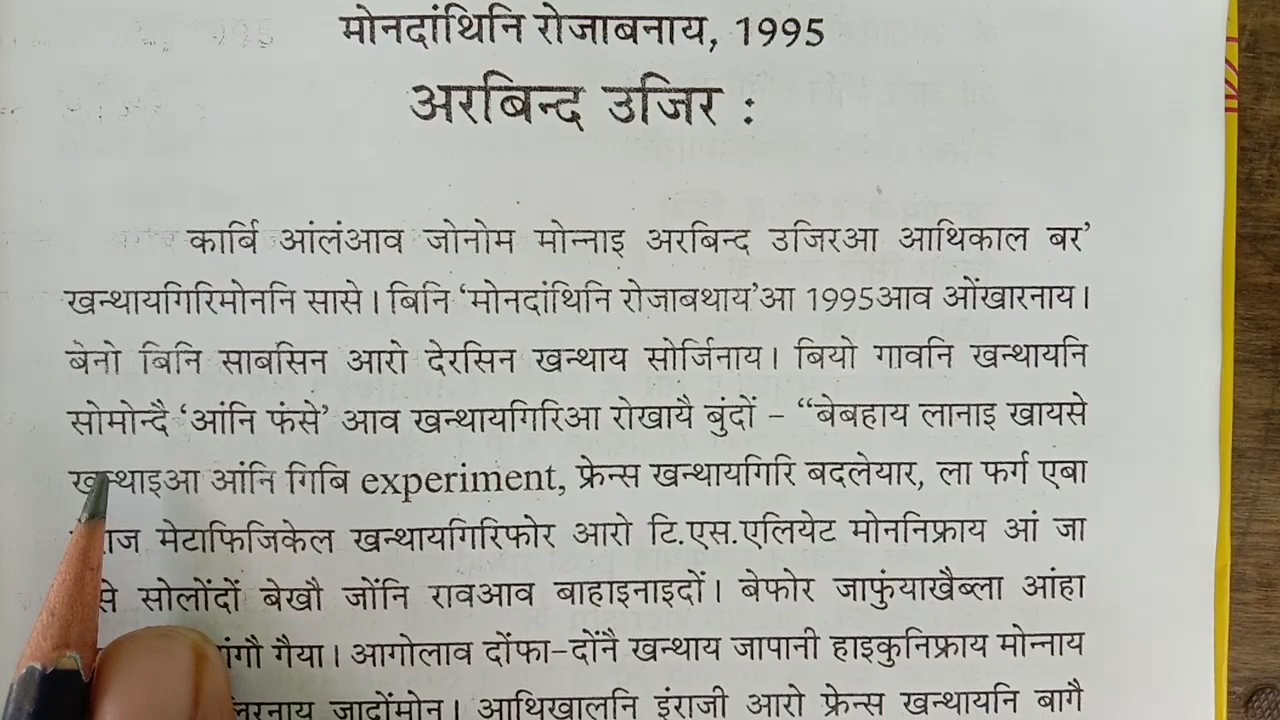 मोनदांथिनि रोजाबनाय, 1995
अरबिन्द उजिर :
कार्बि आंलंआव जोनोम मोन्नाइ अरबिन्द उजिरआ आथिकाल बर'
खन्थायगिरिमोननि सासे। बिनि ‘मोनदांथिनि रोजाबथाय’आ 1995आव ओंखारनाय।
बेनो बिनि साबसिन आरो देरसिन खन्थाय सोर्जिनाय। बियो गावनि खन्थायनि
सोमोन्दै ‘आंनि फंसे’ आव खन्थायगिरिआ रोखायै बुंदों – “बेबहाय लानाइ खायसे
खन्थाइआ आंनि गिबि experiment, फ्रेन्स खन्थायगिरि बदलेयार, ला फर्ग एबा
मेटाफिजिकेल खन्थायगिरिफोर आरो टि.एस.एलियेट मोननिफ्राय आं जा
सोलोंदों बेखौ जोंनि रावआव बाहाइनाइदों। बेफोर जाफुंयाखैब्ला आंहा
गैया। आगोलाव दोंफा-दोंनै खन्थाय जापानी हाइकुनिफ्राय मोन्नाय
जादोंमोन। आथिखालनि इंराजी आरो फ्रेन्स खन्थायनि बागै